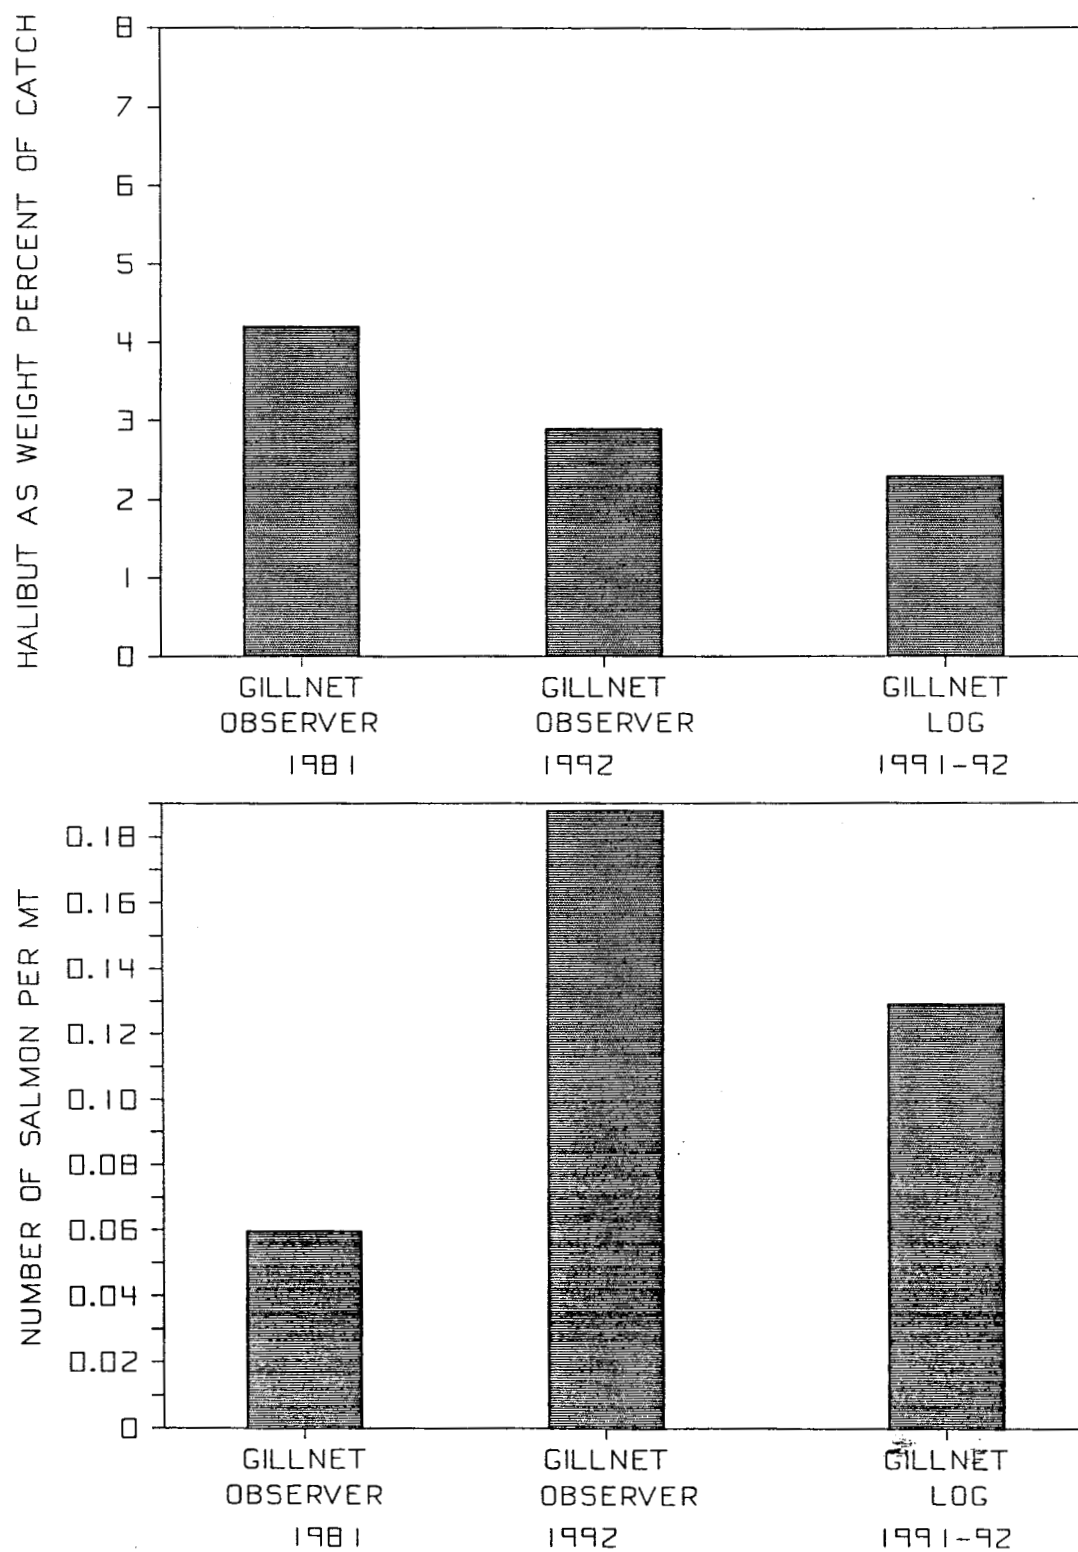 HALIBUT AS WEIGHT PERCENT OF CATCH
8
7
6
5
4
3
2
1
0
GILLNET GILLNET GILLNET
OBSERVER OBSERVER LOG
1981 1992 1991-92
NUMBER OF SALMON PER MT
0.18
0.16
0.14
0.12
0.10
0.08
0.06
0.04
0.02
0
GILLNET GILLNET GILLNET
OBSERVER OBSERVER LOG
1981 1992 1991-92